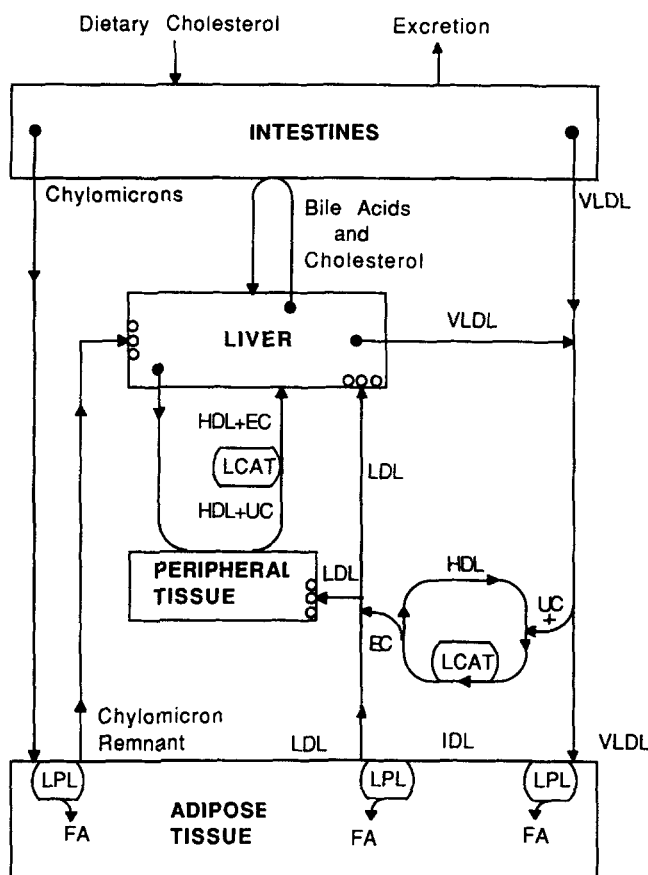 Dietary Cholesterol
Excretion
INTESTINES
Chylomicrons
Bile Acids
and
Cholesterol
VLDL
LIVER
VLDL
HDL+EC
LCAT
HDL+UC
LDL
PERIPHERAL
TISSUE
LDL
HDL
UC
+
EC
LCAT
Chylomicron
Remnant
LDL
IDL
VLDL
LPL
LPL
LPL
FA
ADIPOSE
TISSUE
FA
FA